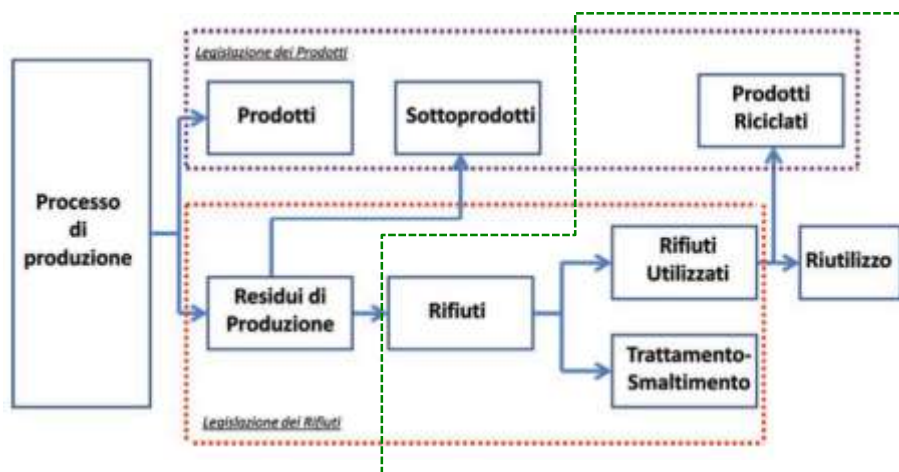 Legislazione dei Prodotti
Prodotti
Sottoprodotti
Prodotti
Riciclati
Processo
di
produzione
Residui di
Produzione
Rifiuti
Rifiuti
Utilizzati
Riutilizzo
Trattamento-
Smaltimento
Legislazione dei Rifiuti